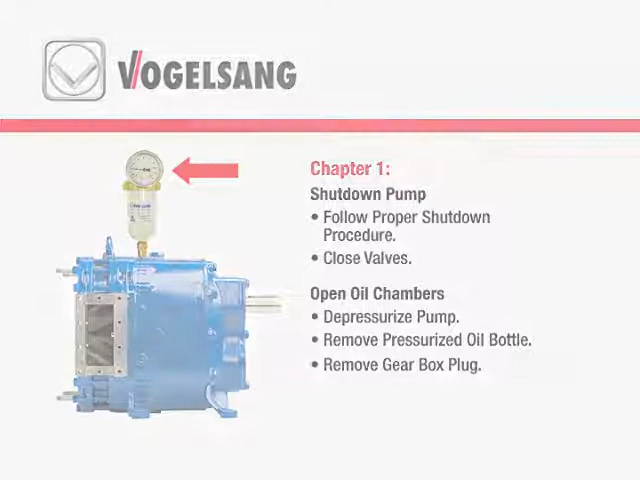 VOGELSANG
Chapter 1:
Shutdown Pump
• Follow Proper Shutdown
Procedure.
• Close Valves.
Open Oil Chambers
• Depressurize Pump.
• Remove Pressurized Oil Bottle.
• Remove Gear Box Plug.